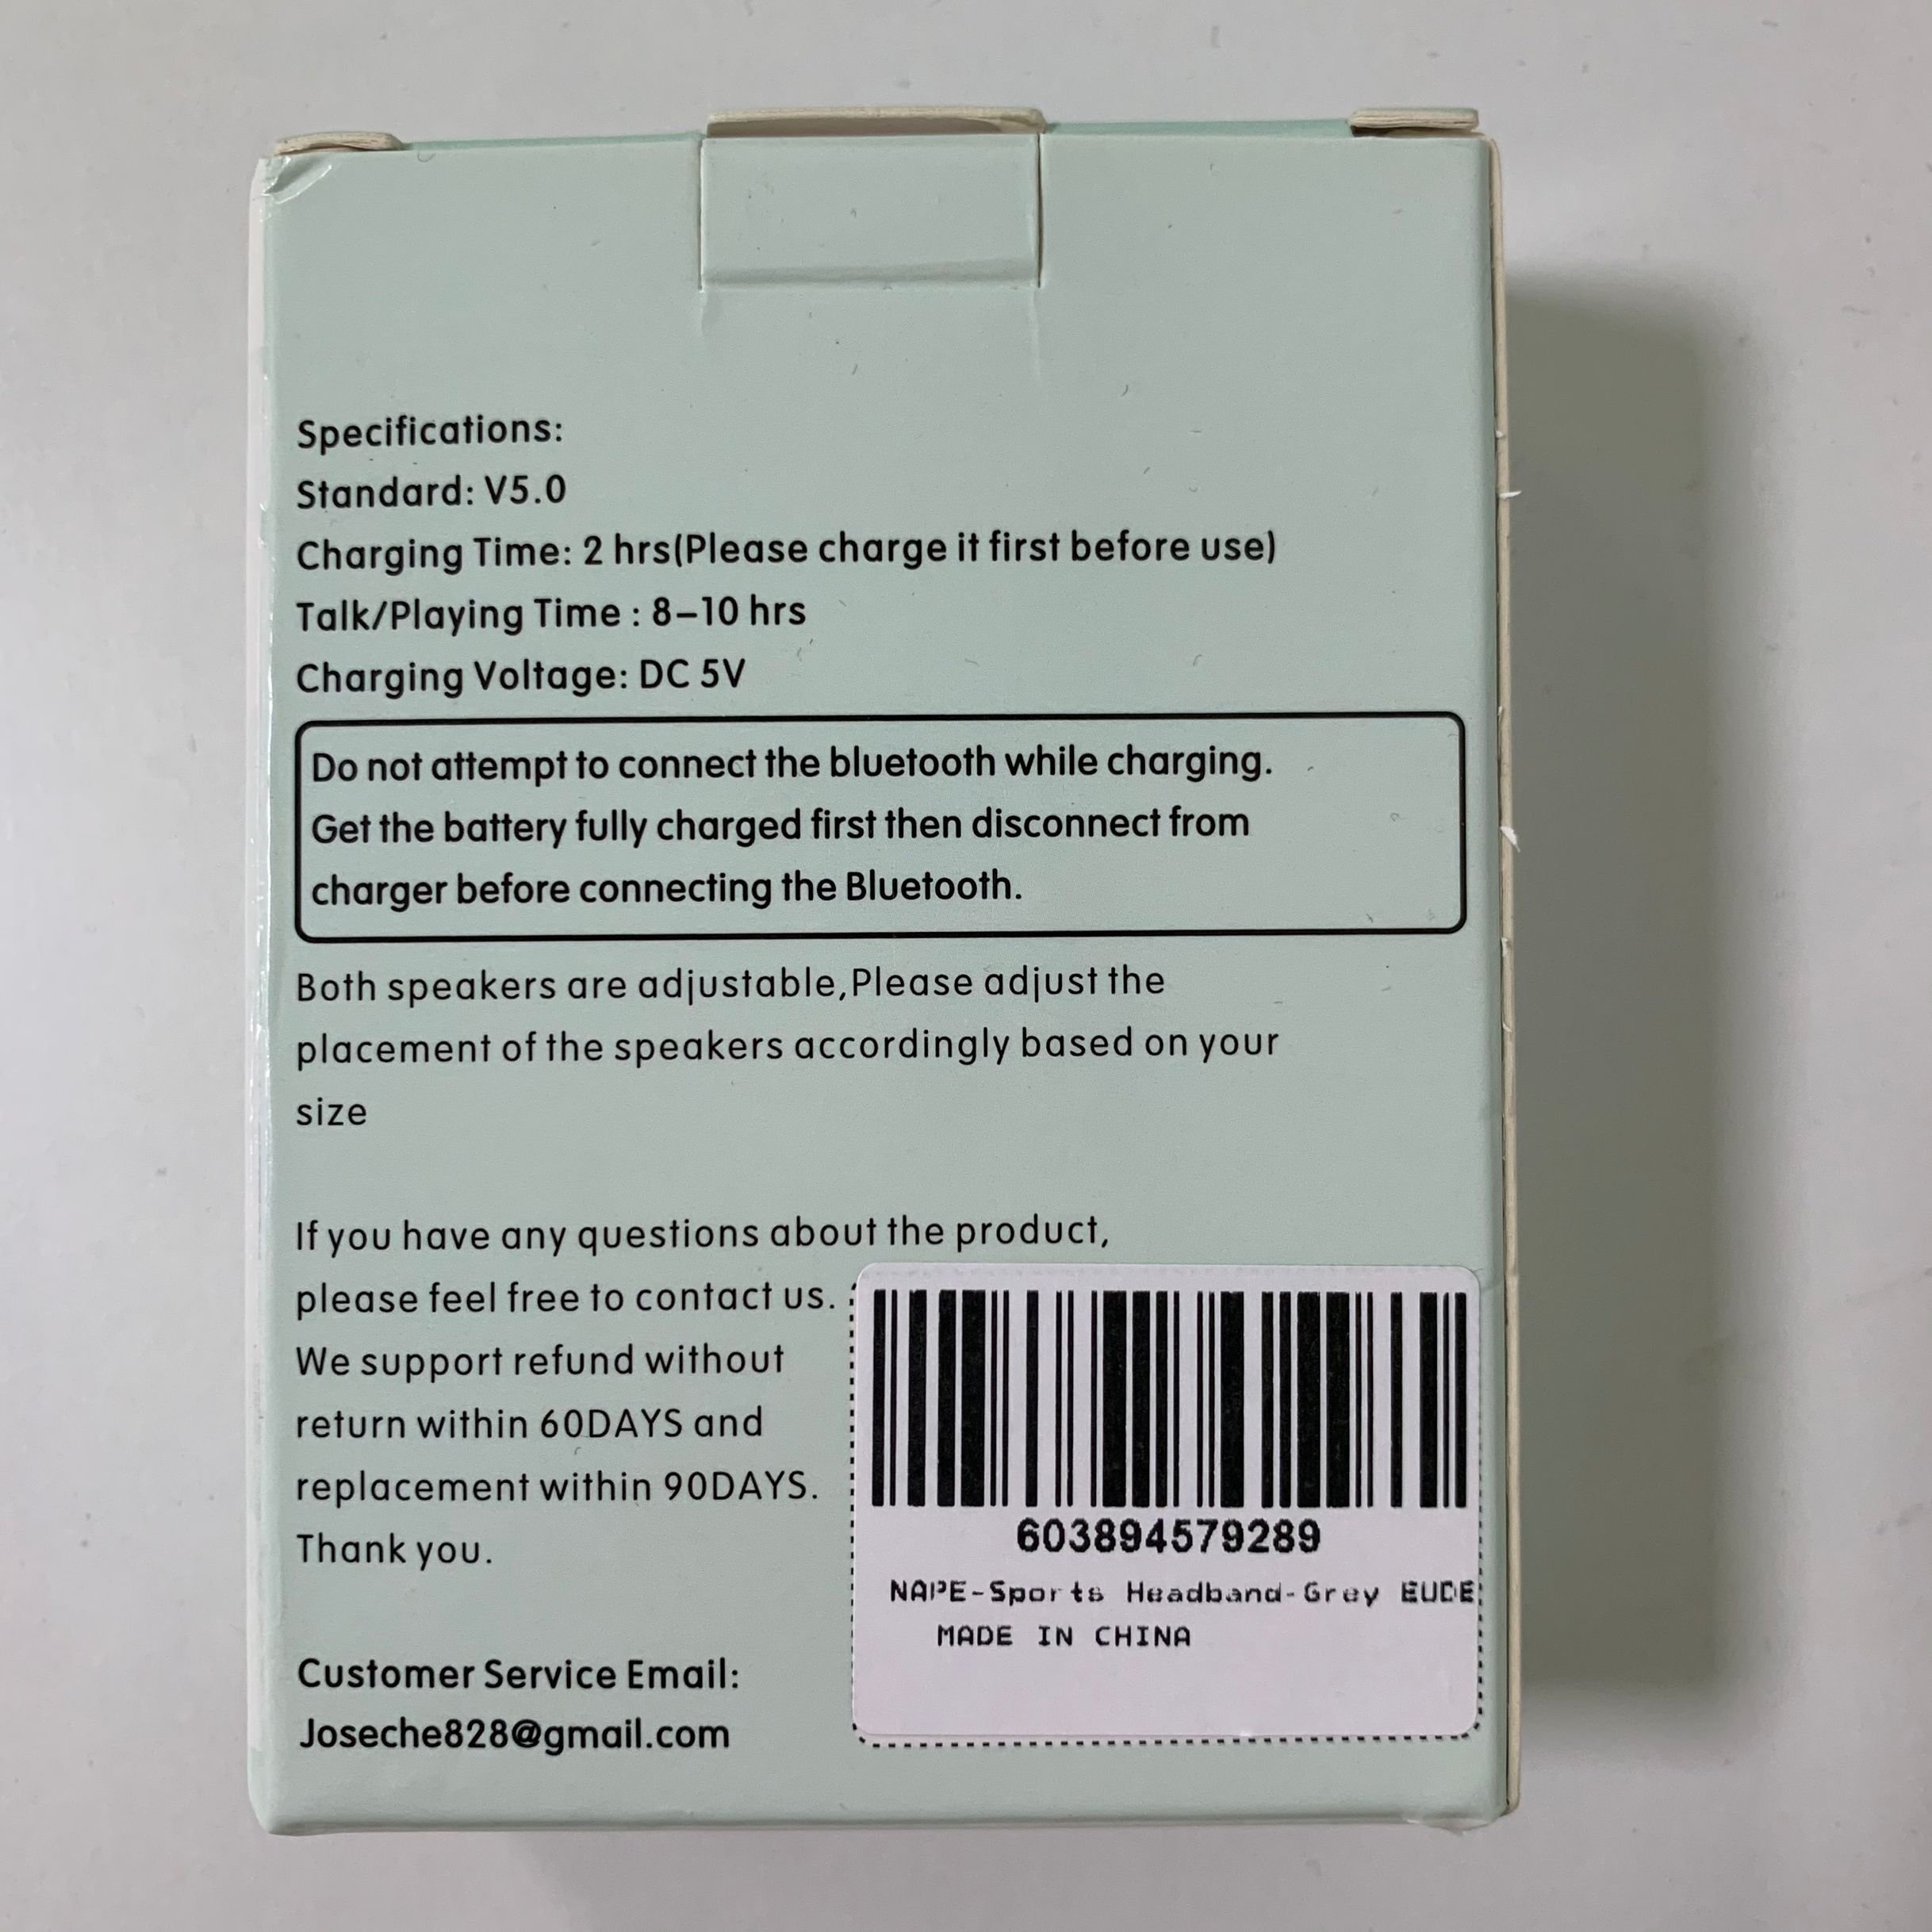 Specifications:
Standard: V5.0
Charging Time: 2 hrs(Please charge it first before use)
Talk/Playing Time : 8–10 hrs
Charging Voltage: DC 5V
Do not attempt to connect the bluetooth while charging.
Get the battery fully charged first then disconnect from
charger before connecting the Bluetooth.
Both speakers are adjustable,Please adjust the
placement of the speakers accordingly based on your
size
If you have any questions about the product,
please feel free to contact us.
We support refund without
return within 60DAYS and
replacement within 90DAYS.
Thank you.
Customer Service Email:
Joseche828@gmail.com
603894579289
NAPE-Sports Headband-Grey EUDE
MADE IN CHINA